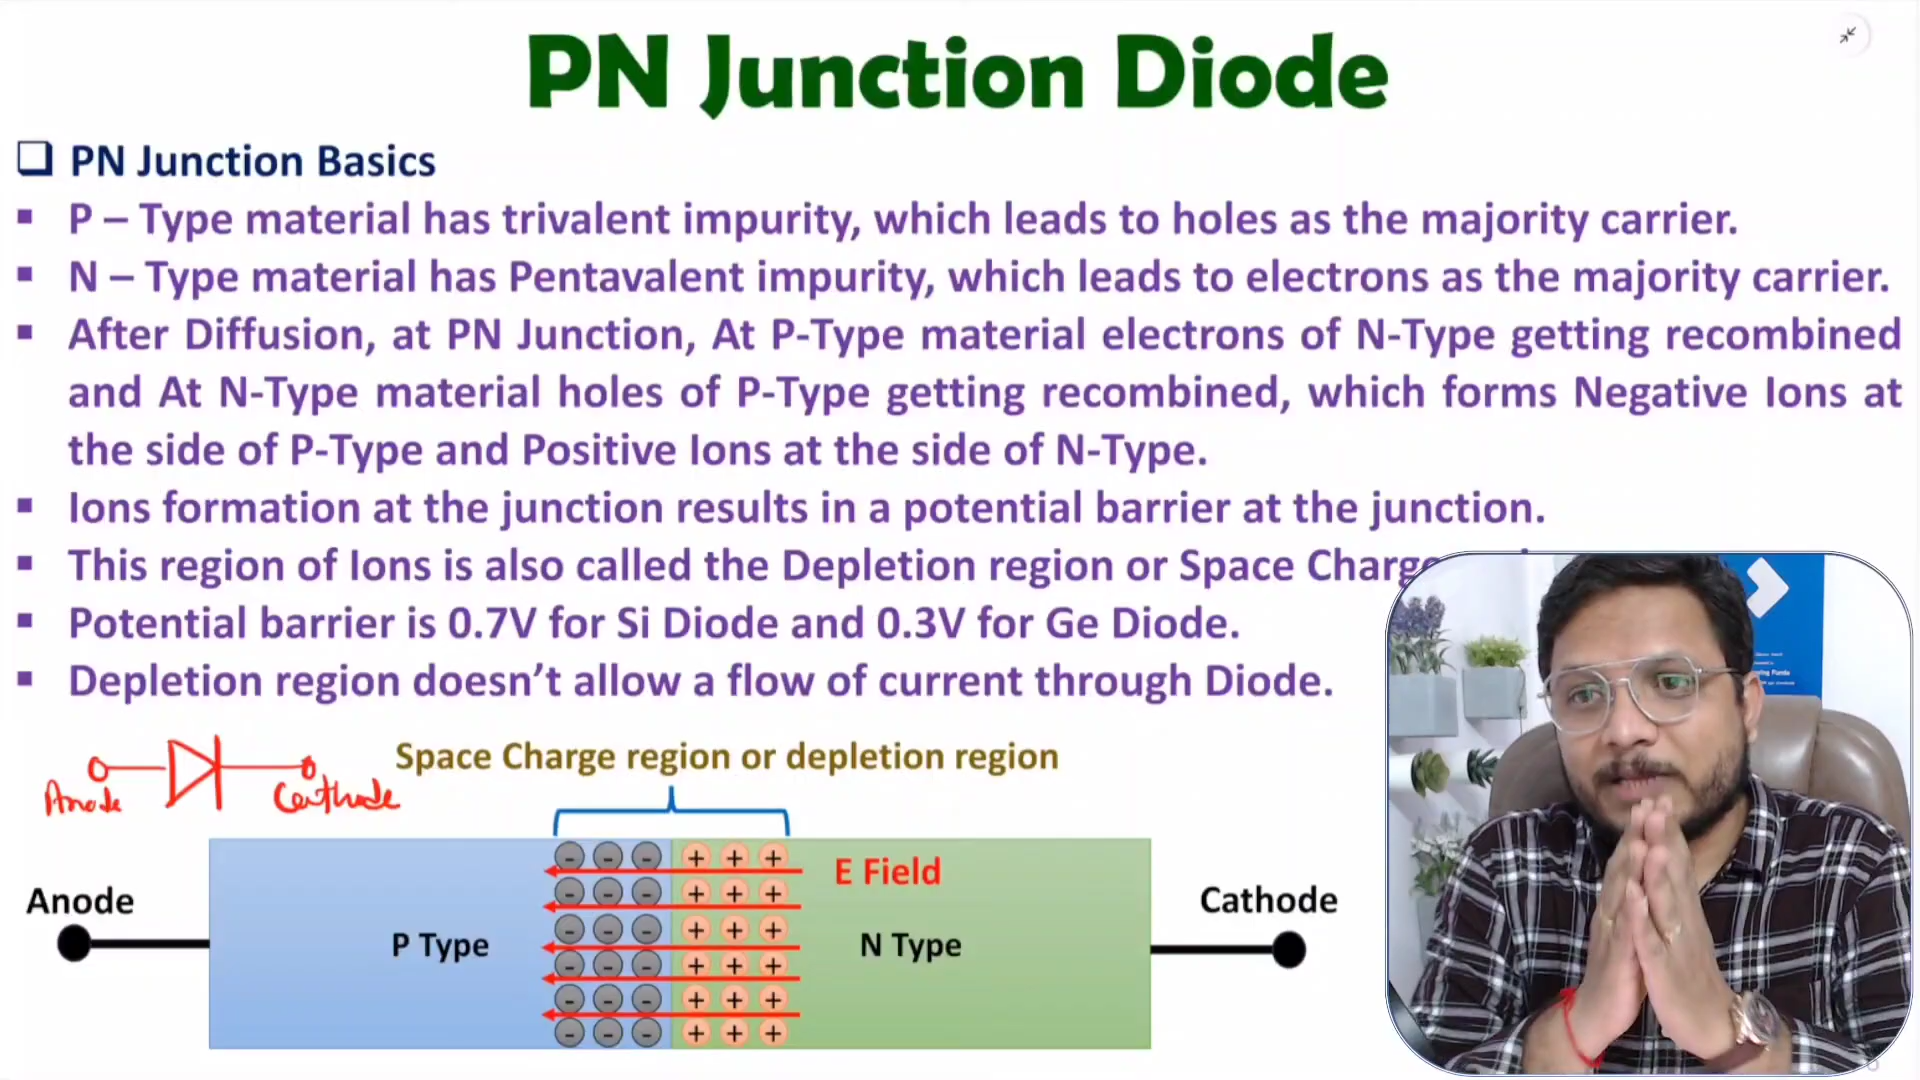 PN Junction Diode
PN Junction Basics
P – Type material has trivalent impurity, which leads to holes as the majority carrier.
N – Type material has Pentavalent impurity, which leads to electrons as the majority carrier.
After Diffusion, at PN Junction, At P-Type material electrons of N-Type getting recombined
and At N-Type material holes of P-Type getting recombined, which forms Negative Ions at
the side of P-Type and Positive Ions at the side of N-Type.
Ions formation at the junction results in a potential barrier at the junction.
This region of Ions is also called the Depletion region or Space Charge
Potential barrier is 0.7V for Si Diode and 0.3V for Ge Diode.
Depletion region doesn’t allow a flow of current through Diode.
Anode
Cathode
Space Charge region or depletion region
- - - + + +
E Field
- - - + + +
Anode
Cathode
- - - + + +
P Type
N Type
- - - + + +
- - - + + +
- - - + + +